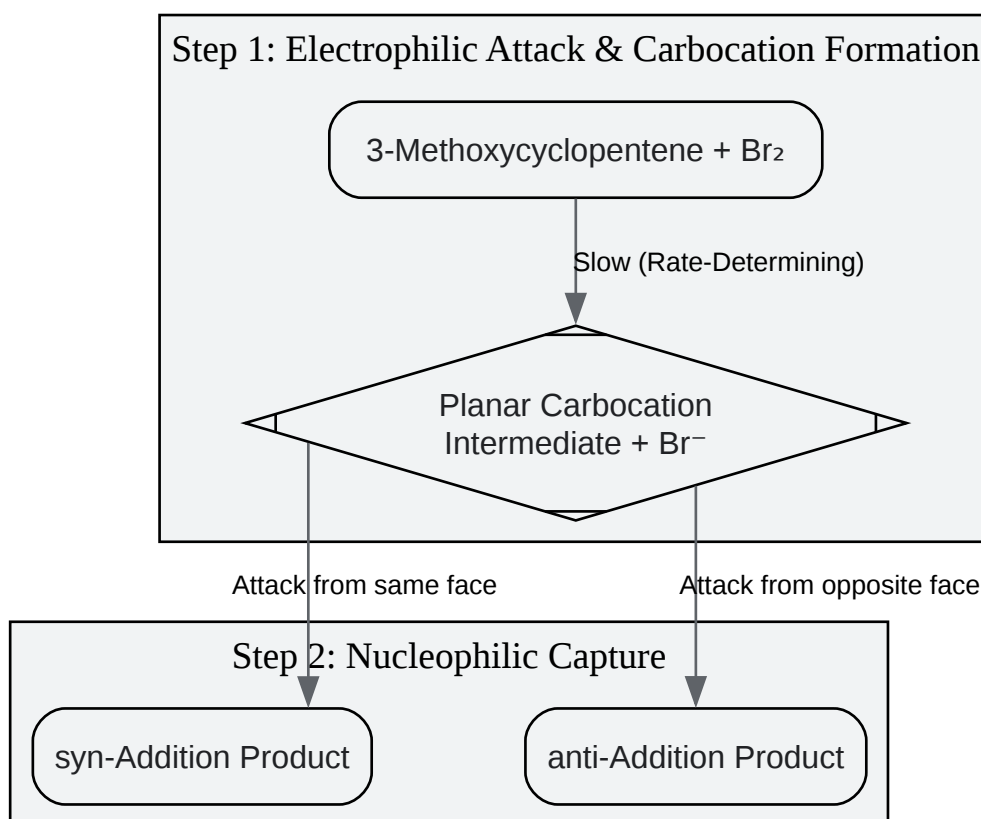 Step 1: Electrophilic Attack & Carbocation Formation
3-Methoxycyclopentene + Br₂
Slow (Rate-Determining)
Planar Carbocation
Intermediate + Br⁻
Attack from same face
Attack from opposite face
Step 2: Nucleophilic Capture
syn-Addition Product
anti-Addition Product